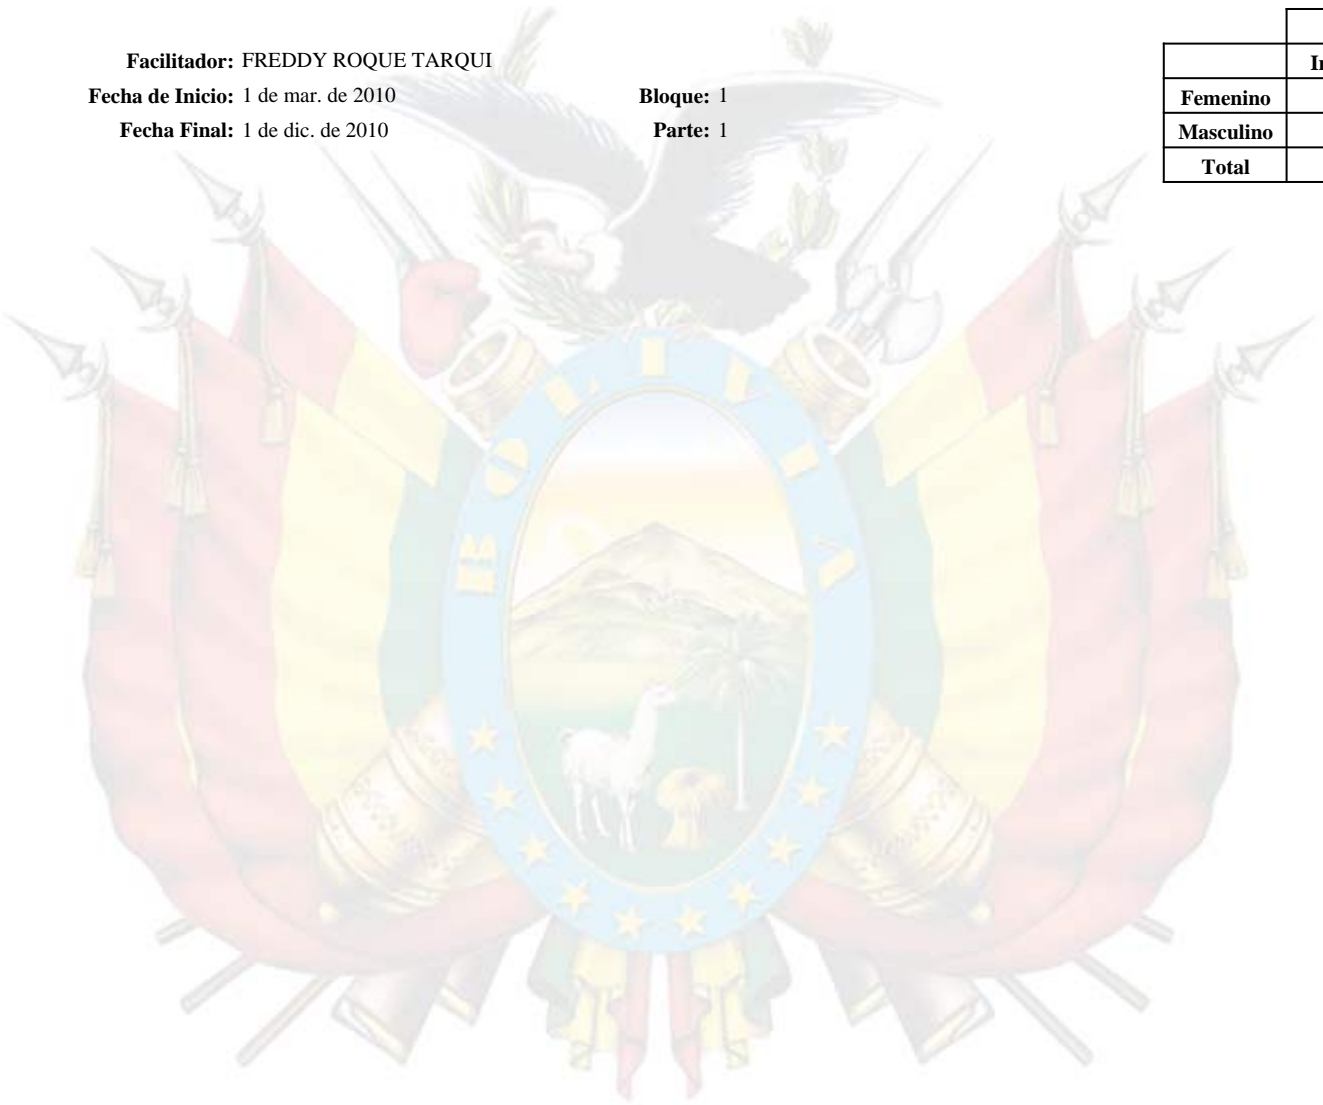 Facilitador: FREDDY ROQUE TARQUI
Fecha de Inicio: 1 de mar. de 2010 Bloque: 1
Fecha Final: 1 de dic. de 2010 Parte: 1
Femenino
Masculino
Total
BOLIVIA